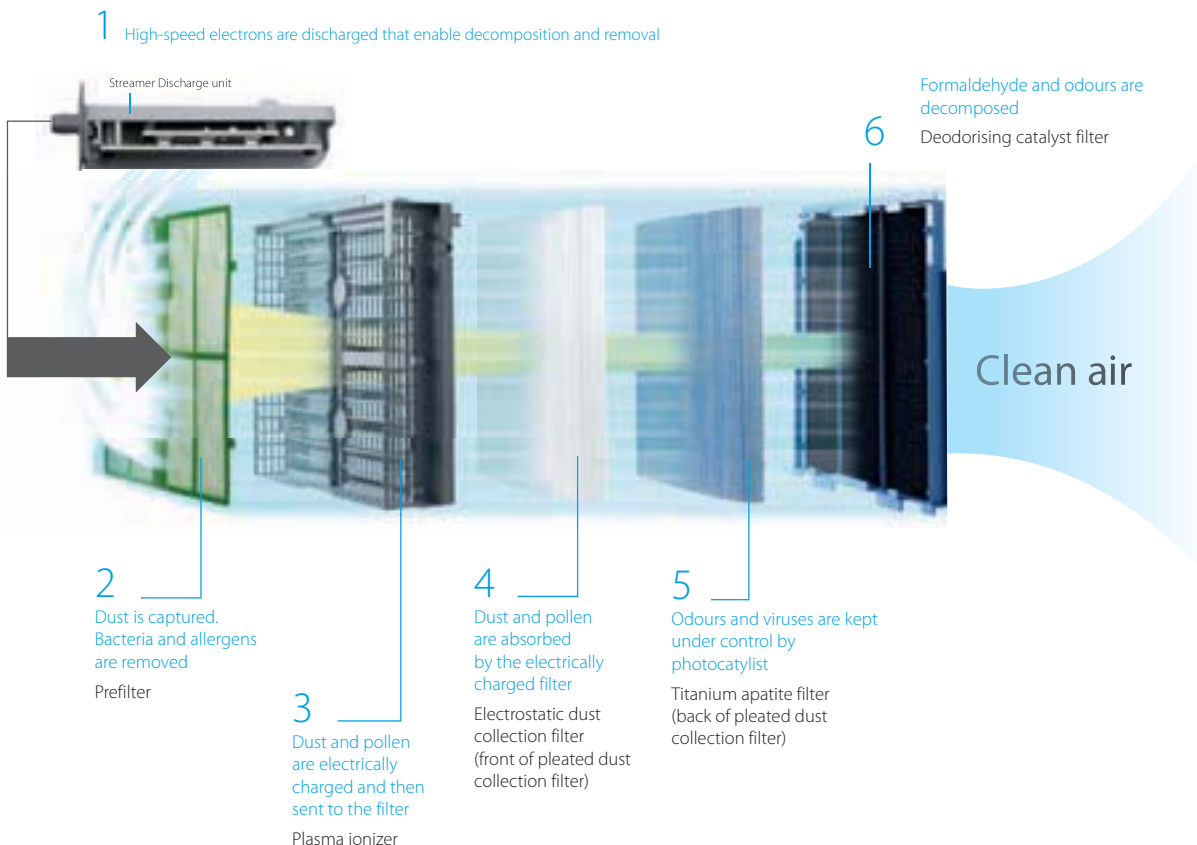 1 High-speed electrons are discharged that enable decomposition and removal
Streamer Discharge unit
6
Formaldehyde and odours are
decomposed
Deodorising catalyst filter
Clean air
2
Dust is captured.
Bacteria and allergens
are removed
Prefilter
3
Dust and pollen
are electrically
charged and then
sent to the filter
Plasma ionizer
4
Dust and pollen
are absorbed
by the electrically
charged filter
Electrostatic dust
collection filter
(front of pleated dust
collection filter)
5
Odours and viruses are kept
under control by
photocatylist
Titanium apatite filter
(back of pleated dust
collection filter)